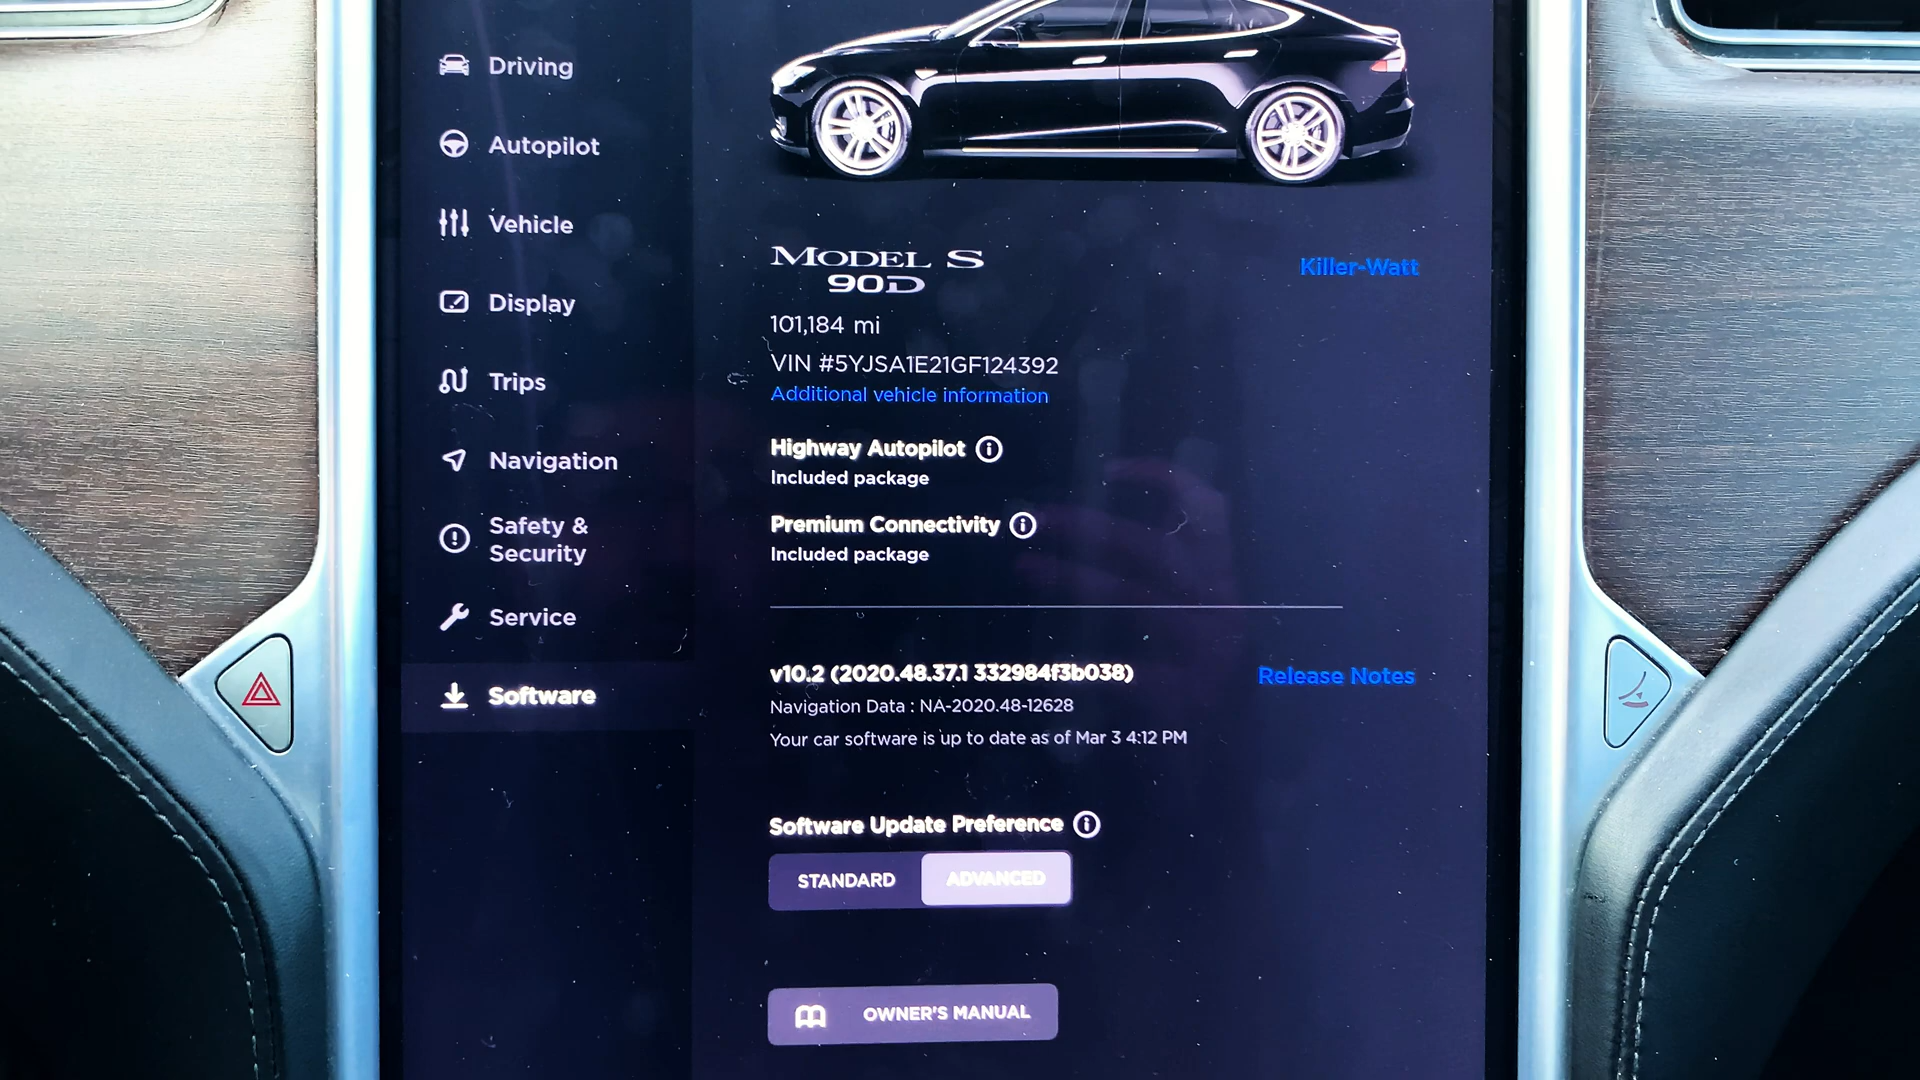 Driving
Autopilot
Vehicle
Display
Trips
Navigation
Safety &
Security
Service
Software
MODEL S
90D
Killer-Watt
101,184 mi
VIN #5YJSA1E21GF124392
Additional vehicle information
Highway Autopilot
Included package
Premium Connectivity
Included package
v10.2 (2020.48.37.1 332984f3b038)
Release Notes
Navigation Data : NA-2020.48-12628
Your car software is up to date as of Mar 3 4:12 PM
Software Update Preference
STANDARD
ADVANCED
OWNER'S MANUAL